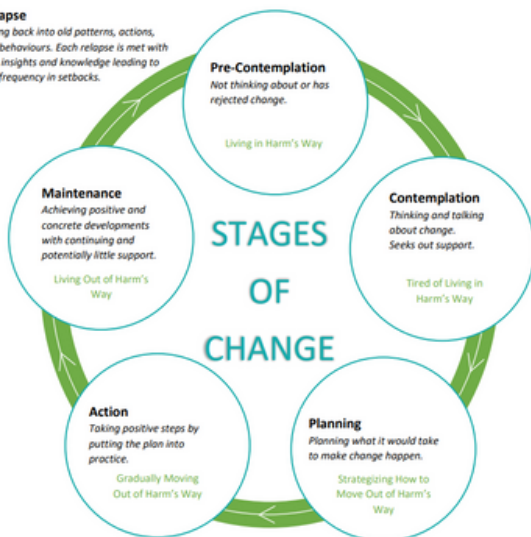 apse
ng back into old patterns, actions,
behaviours. Each relapse is met with
insights and knowledge leading to
frequency in setbacks.
Pre-Contemplation
Not thinking about or has
rejected change.
Living in Harm's Way
Contemplation
Thinking and talking
about change.
Seeks out support.
Tired of Living in
Harm's Way
Planning
Planning what it would take
to make change happen.
Strategizing How to
Move Out of Harm's
Way
Action
Taking positive steps by
putting the plan into
practice.
Gradually Moving
Out of Harm's Way
Maintenance
Achieving positive and
concrete developments
with continuing and
potentially little support.
Living Out of Harm's
Way
STAGES
OF
CHANGE